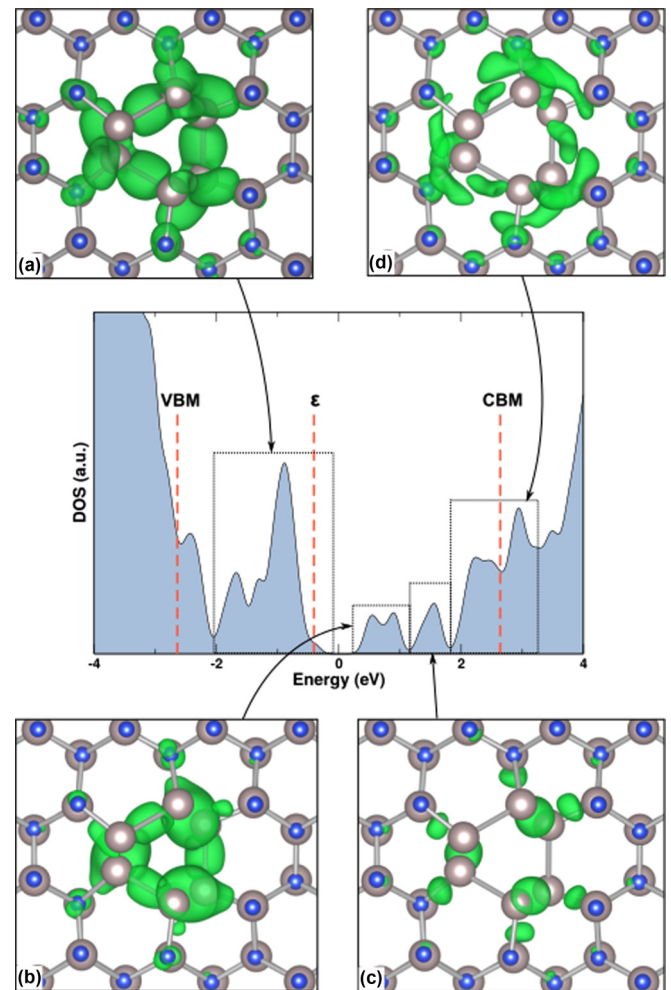 (a)
(d)
VBM
ε
CBM
DOS (a.u.)
-4
-2
0
2
4
Energy (eV)
(b)
(c)